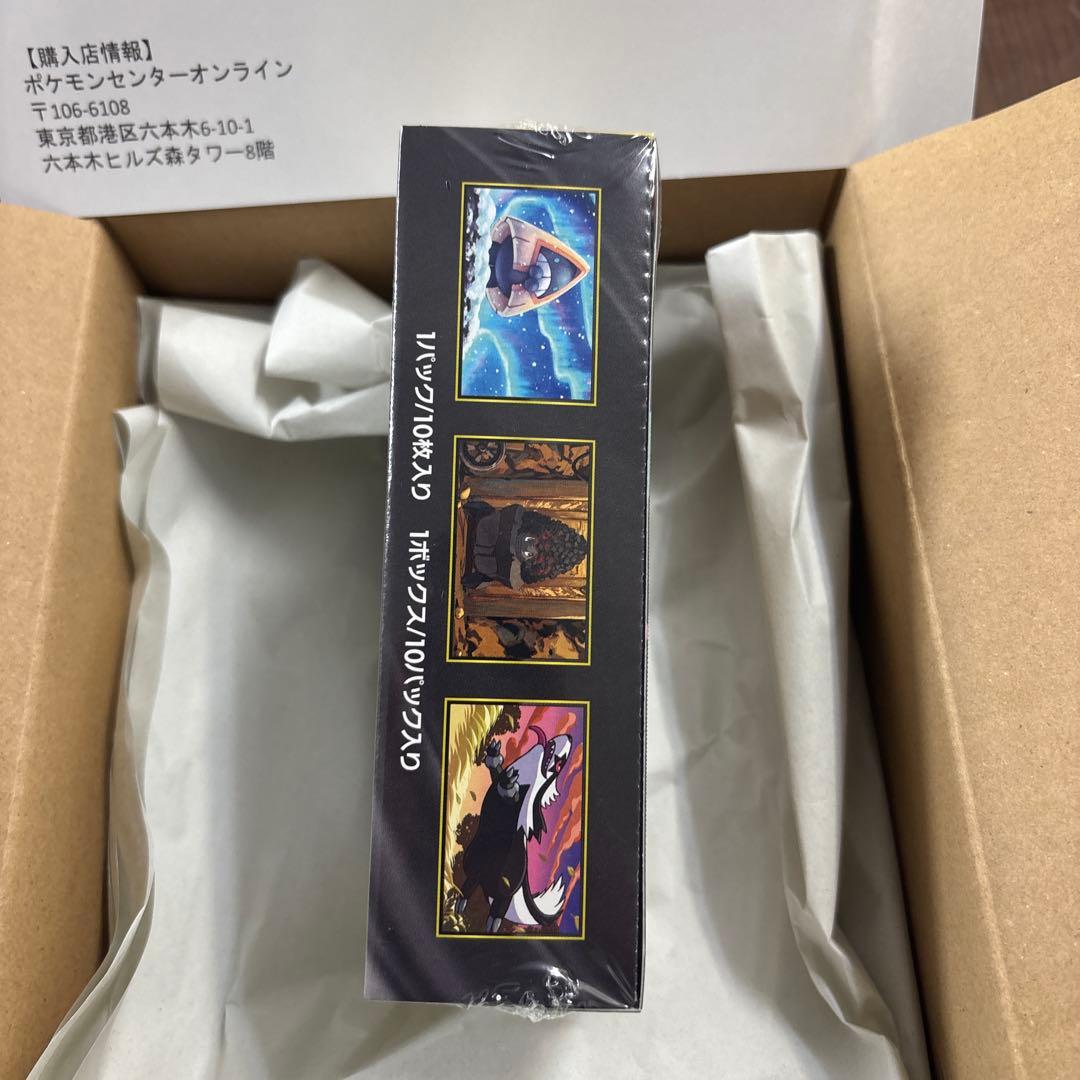 【購入店情報】
ポケモンセンターオンライン
〒106-6108
東京都港区六本木6-10-1
六本木ヒルズ森タワー8階
1パック/10枚入り 1ボックス/10パック入り